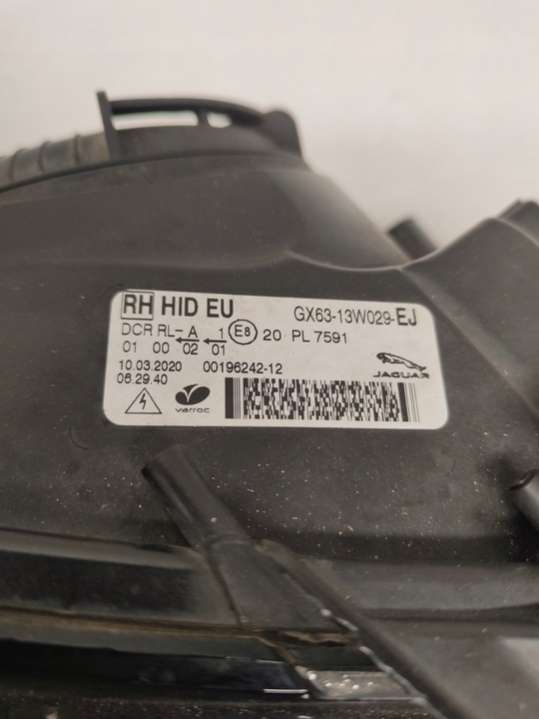 RH HID EU GX63-13W029-EJ
DCR RL-A 1 E8 20 PL 7591
01 00 02 01
10.03.2020 00196242-12
06.29.40
varroc JAGUAR